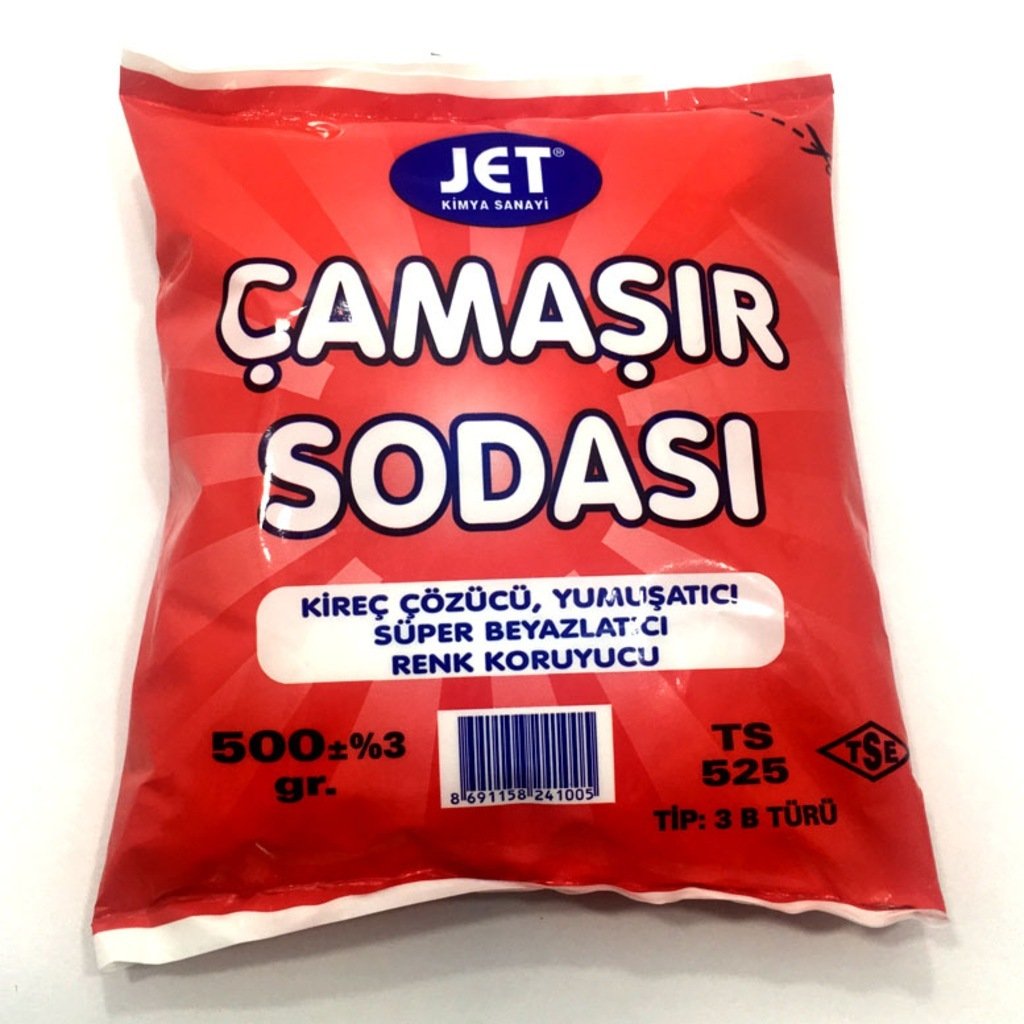 JET®
KİMYA SANAYİ
ÇAMAŞIR
SODASI
KİREÇ ÇÖZÜCÜ, YUMUŞATICI
SÜPER BEYAZLATICI
RENK KORUYUCU
500±%3
gr.
8 691158 241005
TS
525
TİP: 3 B TÜRÜ
TSE